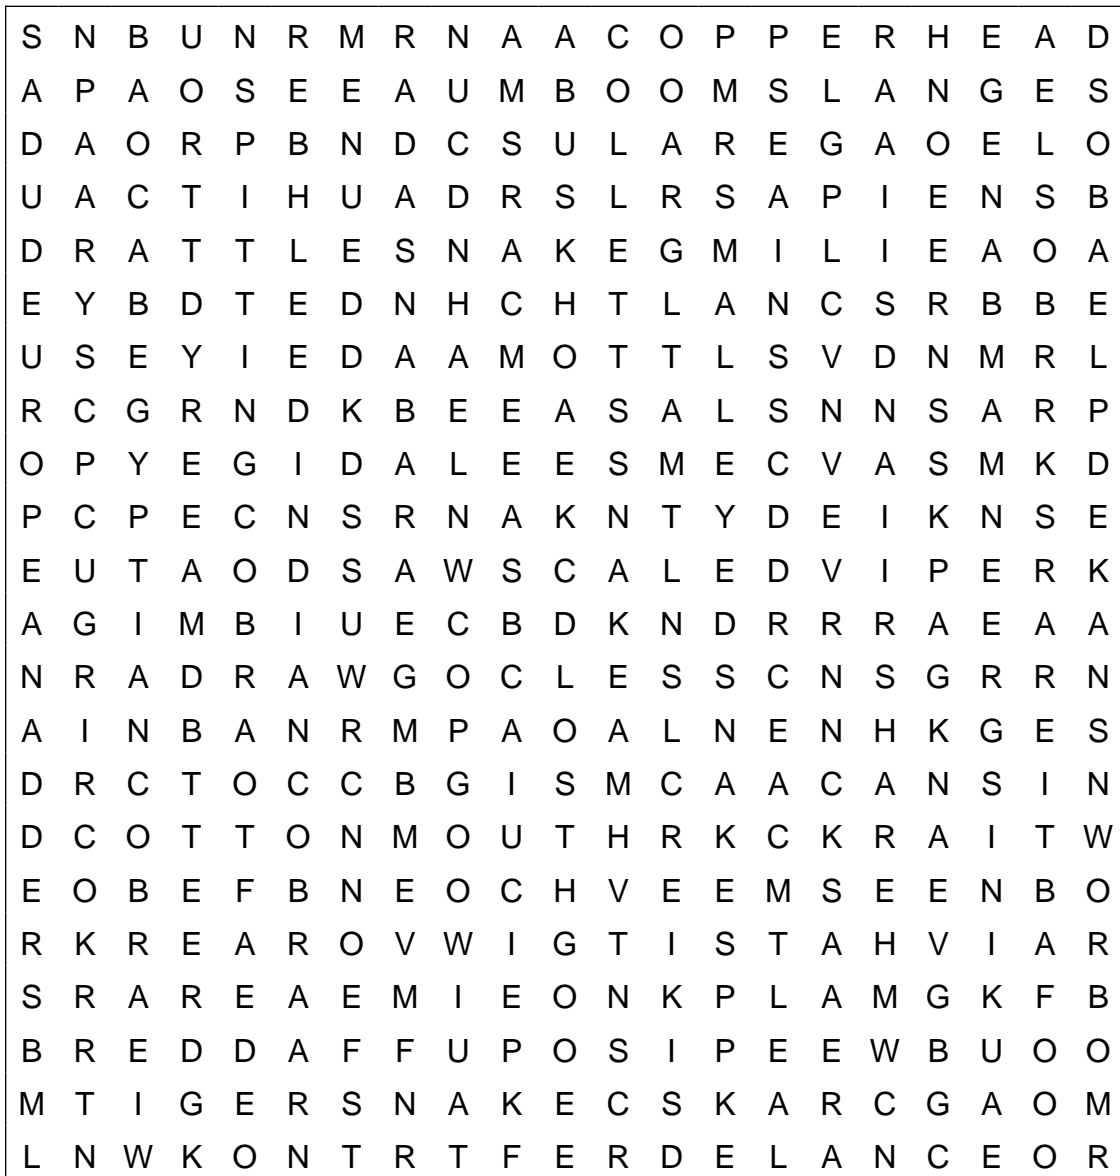 S N B U N R M R N A A C O P P E R H E A D
A P A O S E E A U M B O O M S L A N G E S
D A O R P B N D C S U L A R E G A O E L O
U A C T I H U A D R S L R S A P I E N S B
D R A T T L E S N A K E G M I L I E A O A
E Y B D T E D N H C H T L A N C S R B B E
U S E Y I E D A A M O T T L S V D N M R L
R C G R N D K B E E A S A L S N N S A R P
O P Y E G I D A L E E S M E C V A S M K D
P C P E C N S R N A K N T Y D E I K N S E
E U T A O D S A W S C A L E D V I P E R K
A G I M B I U E C B D K N D R R R A E A A
N R A D R A W G O C L E S S C N S G R R N
A I N B A N R M P A O A L N E N H K G E S
D R C T O C C B G I S M C A A C A N S I N
D C O T T O N M O U T H R K C K R A I T W
E O B E F B N E O C H V E E M S E E N B O
R K R E A R O V W I G T I S T A H V I A R
S R A R E A E M I E O N K P L A M G K F B
B R E D D A F F U P O S I P E E W B U O O
M T I G E R S N A K E C S K A R C G A O M
L N W K O N T R T F E R D E L A N C E O R